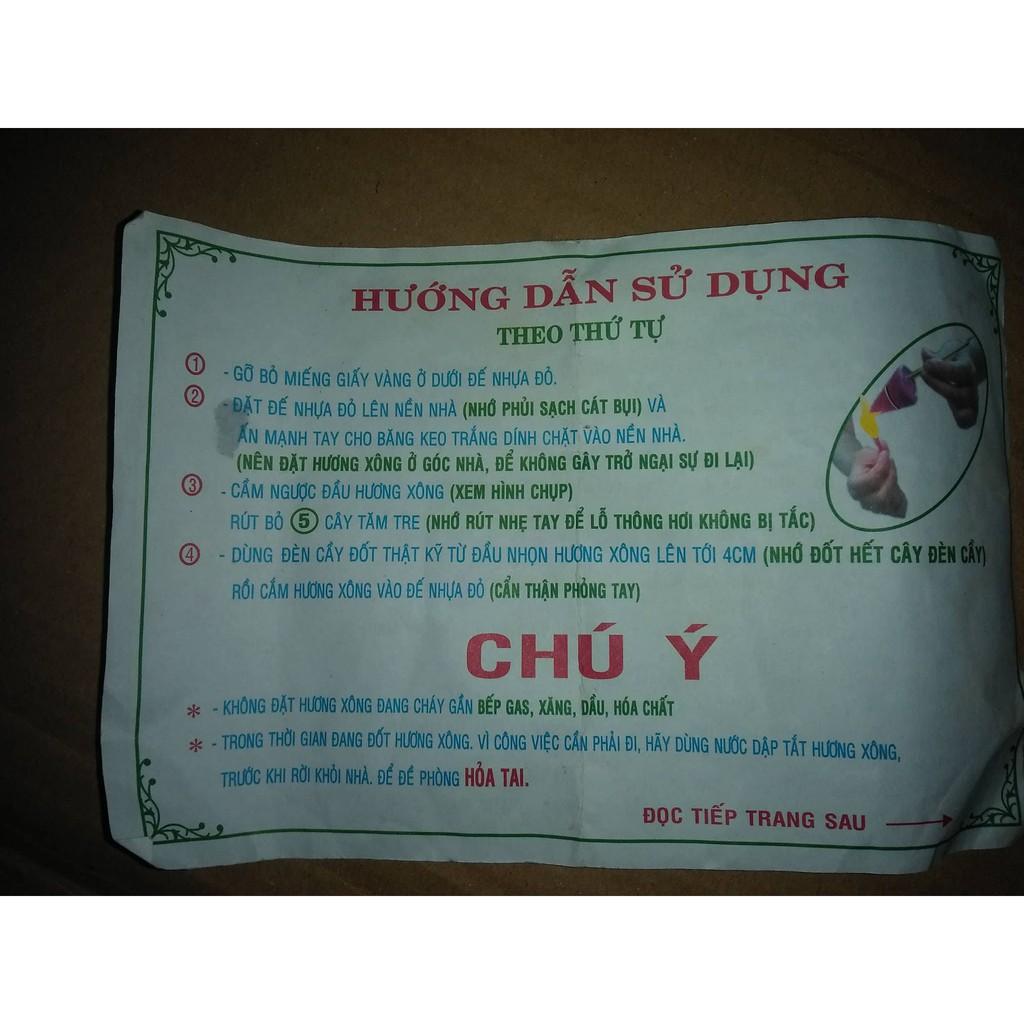 HƯỚNG DẪN SỬ DỤNG
THEO THỨ TỰ
① - GỠ BỎ MIẾNG GIẤY VÀNG Ở DƯỚI ĐẾ NHỰA ĐỎ.
② - ĐẶT ĐẾ NHỰA ĐỎ LÊN NỀN NHÀ (NHỚ PHỦI SẠCH CÁT BỤI) VÀ
ẤN MẠNH TAY CHO BĂNG KEO TRẮNG DÍNH CHẶT VÀO NỀN NHÀ.
(NÊN ĐẶT HƯƠNG XÔNG Ở GÓC NHÀ, ĐỂ KHÔNG GÂY TRỞ NGẠI SỰ ĐI LẠI)
③ - CẦM NGƯỢC ĐẦU HƯƠNG XÔNG (XEM HÌNH CHỤP)
RÚT BỎ ⑤ CÂY TĂM TRE (NHỚ RÚT NHẸ TAY ĐỂ LỖ THÔNG HƠI KHÔNG BỊ TẮC)
④ - DÙNG ĐÈN CẦY ĐỐT THẬT KỸ TỪ ĐẦU NHỌN HƯƠNG XÔNG LÊN TỚI 4CM (NHỚ ĐỐT HẾT CÂY ĐÈN CẦY)
RỒI CẮM HƯƠNG XÔNG VÀO ĐẾ NHỰA ĐỎ (CẨN THẬN PHỎNG TAY)
CHÚ Ý
* - KHÔNG ĐẶT HƯƠNG XÔNG ĐANG CHÁY GẦN BẾP GAS, XĂNG, DẦU, HÓA CHẤT
* - TRONG THỜI GIAN ĐANG ĐỐT HƯƠNG XÔNG. VÌ CÔNG VIỆC CẦN PHẢI ĐI, HÃY DÙNG NƯỚC DẬP TẮT HƯƠNG XÔNG,
TRƯỚC KHI RỜI KHỎI NHÀ. ĐỂ ĐỀ PHÒNG HỎA TAI.
ĐỌC TIẾP TRANG SAU